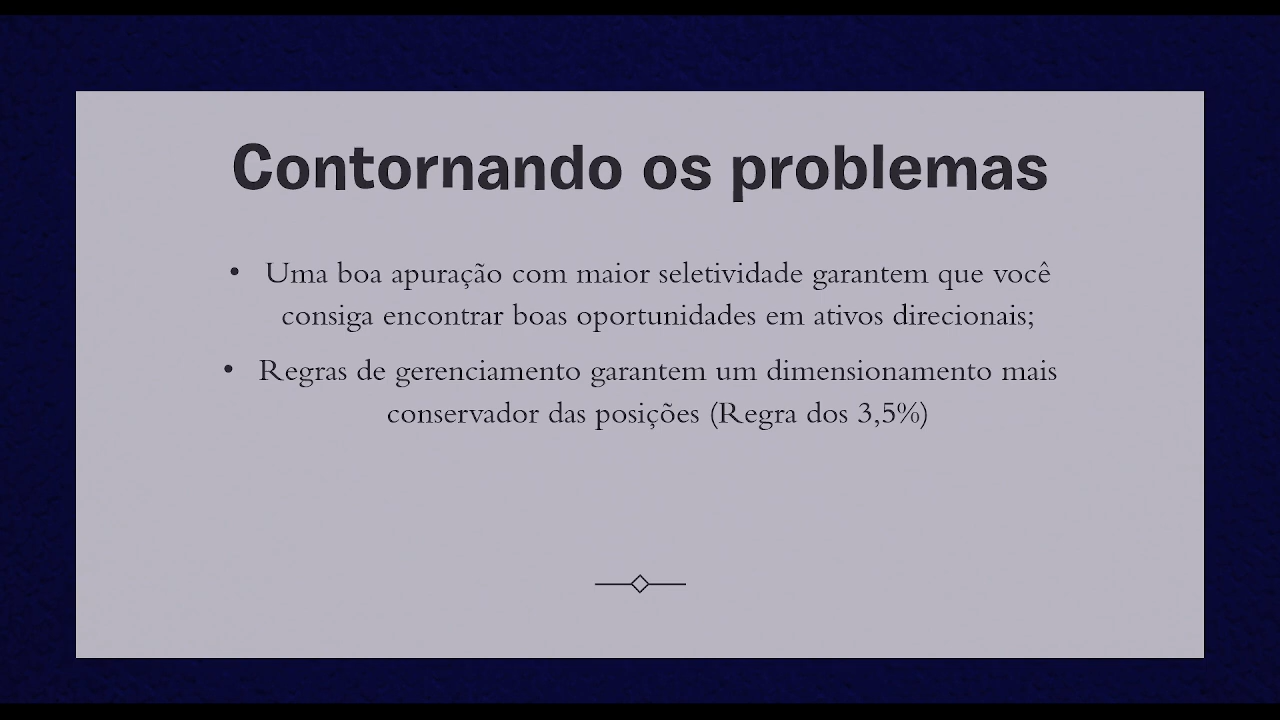 Contornando os problemas
• Uma boa apuração com maior seletividade garantem que você
consiga encontrar boas oportunidades em ativos direcionais;
• Regras de gerenciamento garantem um dimensionamento mais
conservador das posições (Regra dos 3,5%)